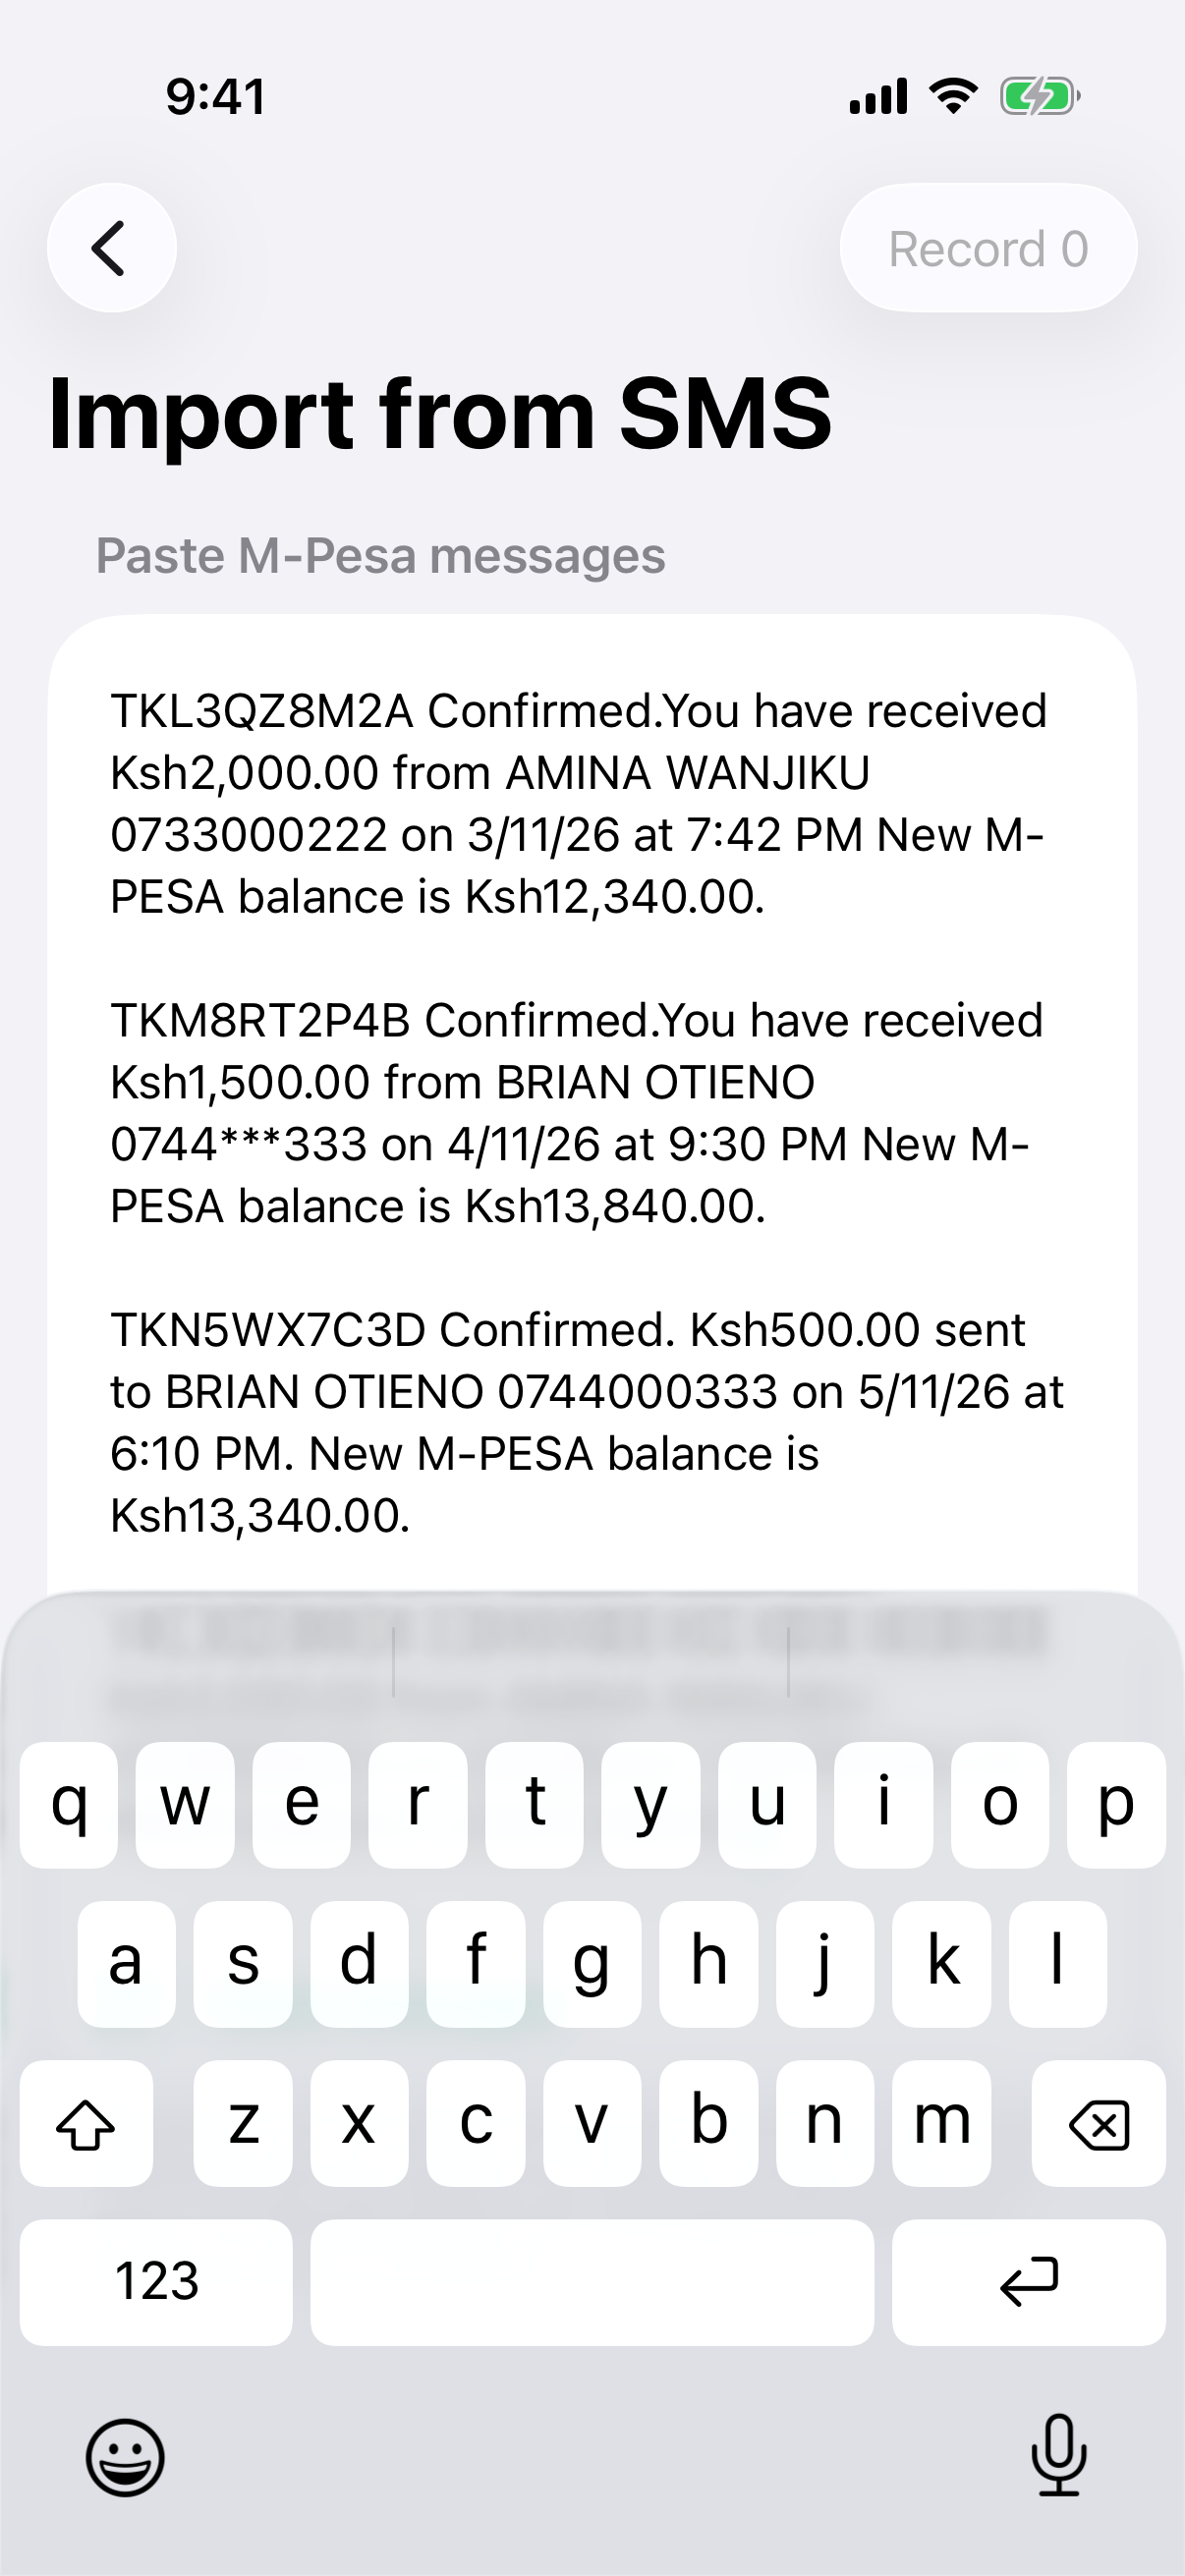 9:41
Record 0
Import from SMS
Paste M-Pesa messages
TKL3QZ8M2A Confirmed.You have received
Ksh2,000.00 from AMINA WANJIKU
0733000222 on 3/11/26 at 7:42 PM New M-
PESA balance is Ksh12,340.00.
TKM8RT2P4B Confirmed.You have received
Ksh1,500.00 from BRIAN OTIENO
0744***333 on 4/11/26 at 9:30 PM New M-
PESA balance is Ksh13,840.00.
TKN5WX7C3D Confirmed. Ksh500.00 sent
to BRIAN OTIENO 0744000333 on 5/11/26 at
6:10 PM. New M-PESA balance is
Ksh13,340.00.
q w e r t y u i o p
a s d f g h j k l
z x c v b n m
123